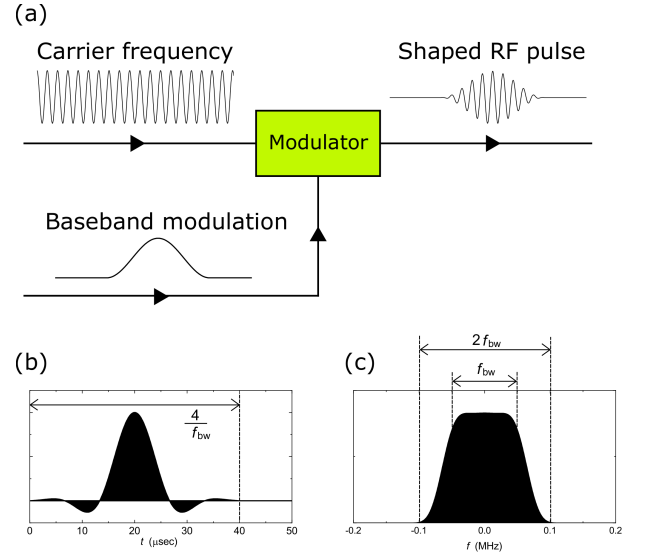 (a)
Carrier frequency
Shaped RF pulse
Modulator
Baseband modulation
(b)
4
f_bw
0 10 20 30 40 50
t (μsec)
(c)
2f_bw
f_bw
-0.2 -0.1 0.0 0.1 0.2
f (MHz)